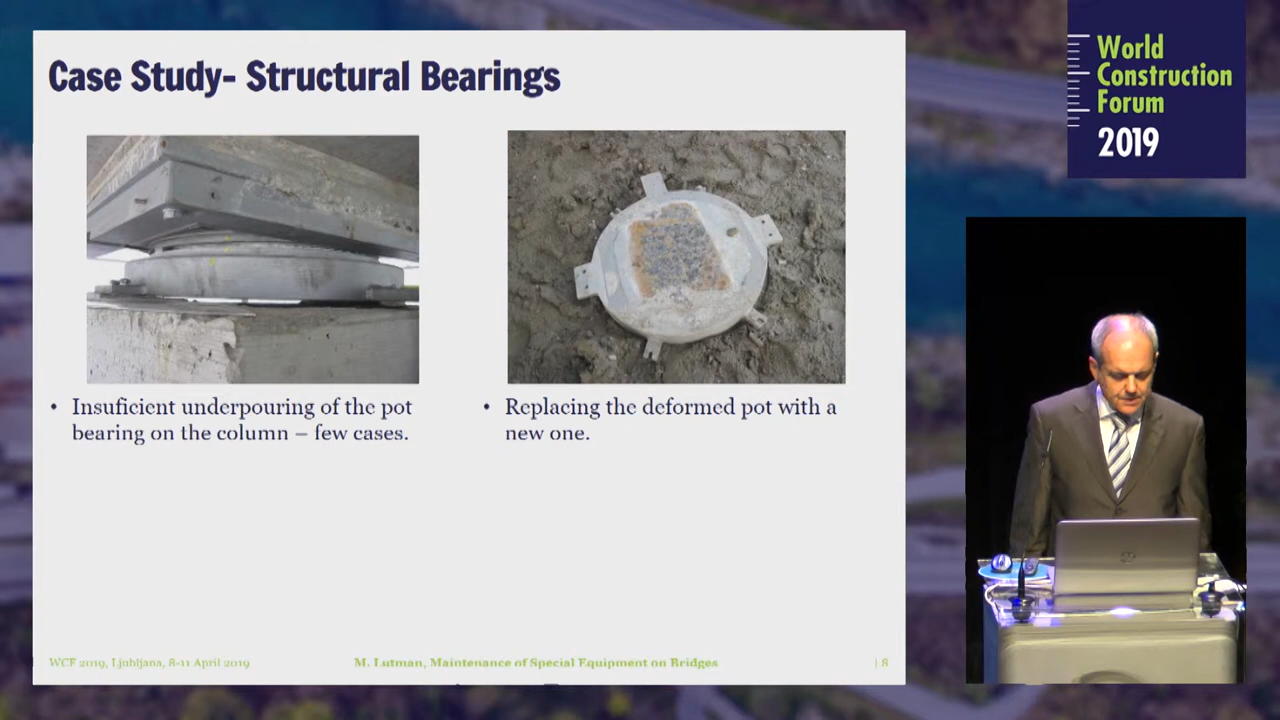 Case Study- Structural Bearings
• Insuficient underpouring of the pot
bearing on the column – few cases.
• Replacing the deformed pot with a
new one.
WCF 2019, Ljubljana, 8-11 April 2019
M. Lutman, Maintenance of Special Equipment on Bridges
| 8
World
Construction
Forum
2019